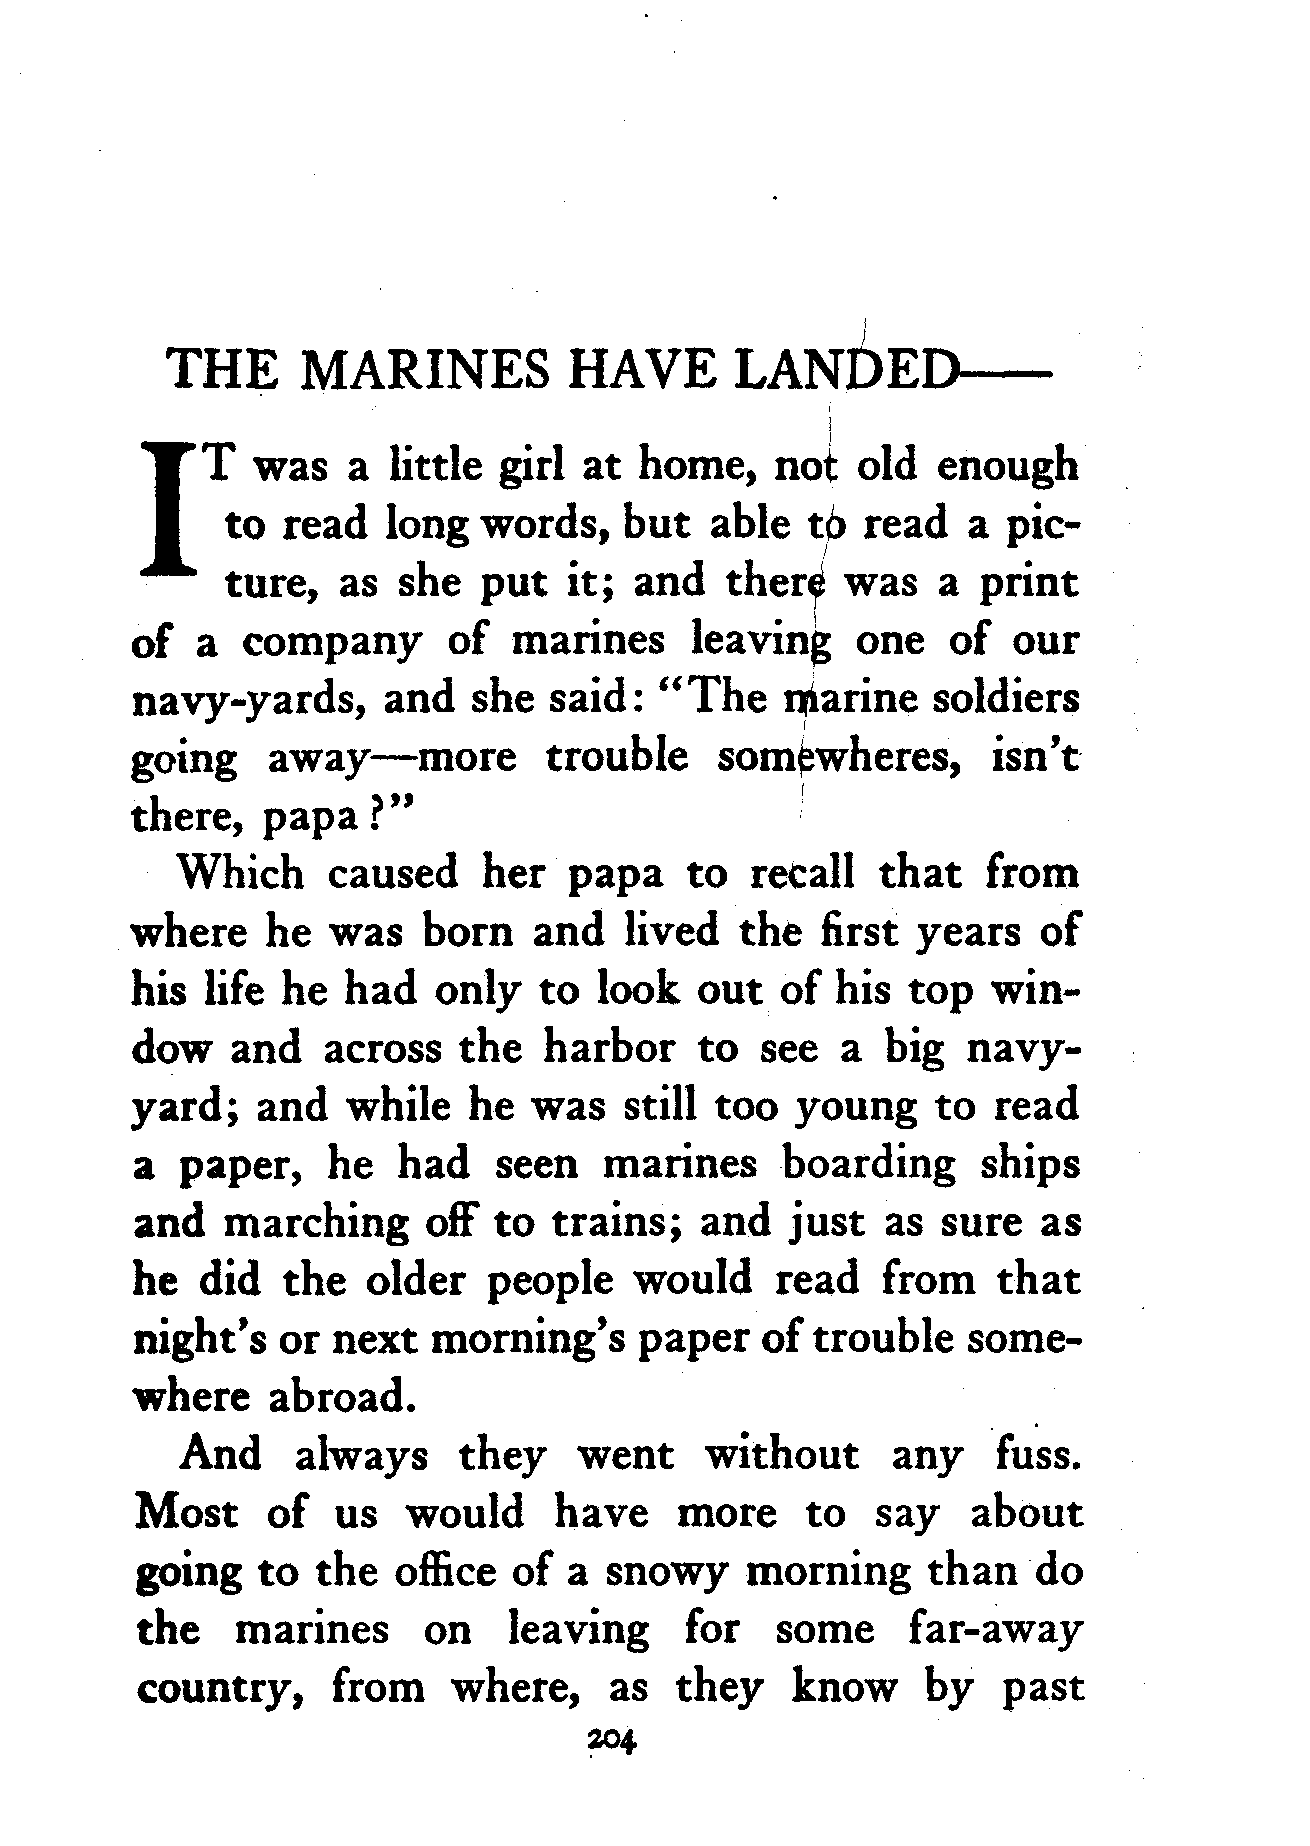 THE MARINES HAVE LANDED——
IT was a little girl at home, not old enough
to read long words, but able to read a pic-
ture, as she put it; and there was a print
of a company of marines leaving one of our
navy-yards, and she said: “The marine soldiers
going away—more trouble somewheres, isn't
there, papa?”
Which caused her papa to recall that from
where he was born and lived the first years of
his life he had only to look out of his top win-
dow and across the harbor to see a big navy-
yard; and while he was still too young to read
a paper, he had seen marines boarding ships
and marching off to trains; and just as sure as
he did the older people would read from that
night's or next morning's paper of trouble some-
where abroad.
And always they went without any fuss.
Most of us would have more to say about
going to the office of a snowy morning than do
the marines on leaving for some far-away
country, from where, as they know by past
204